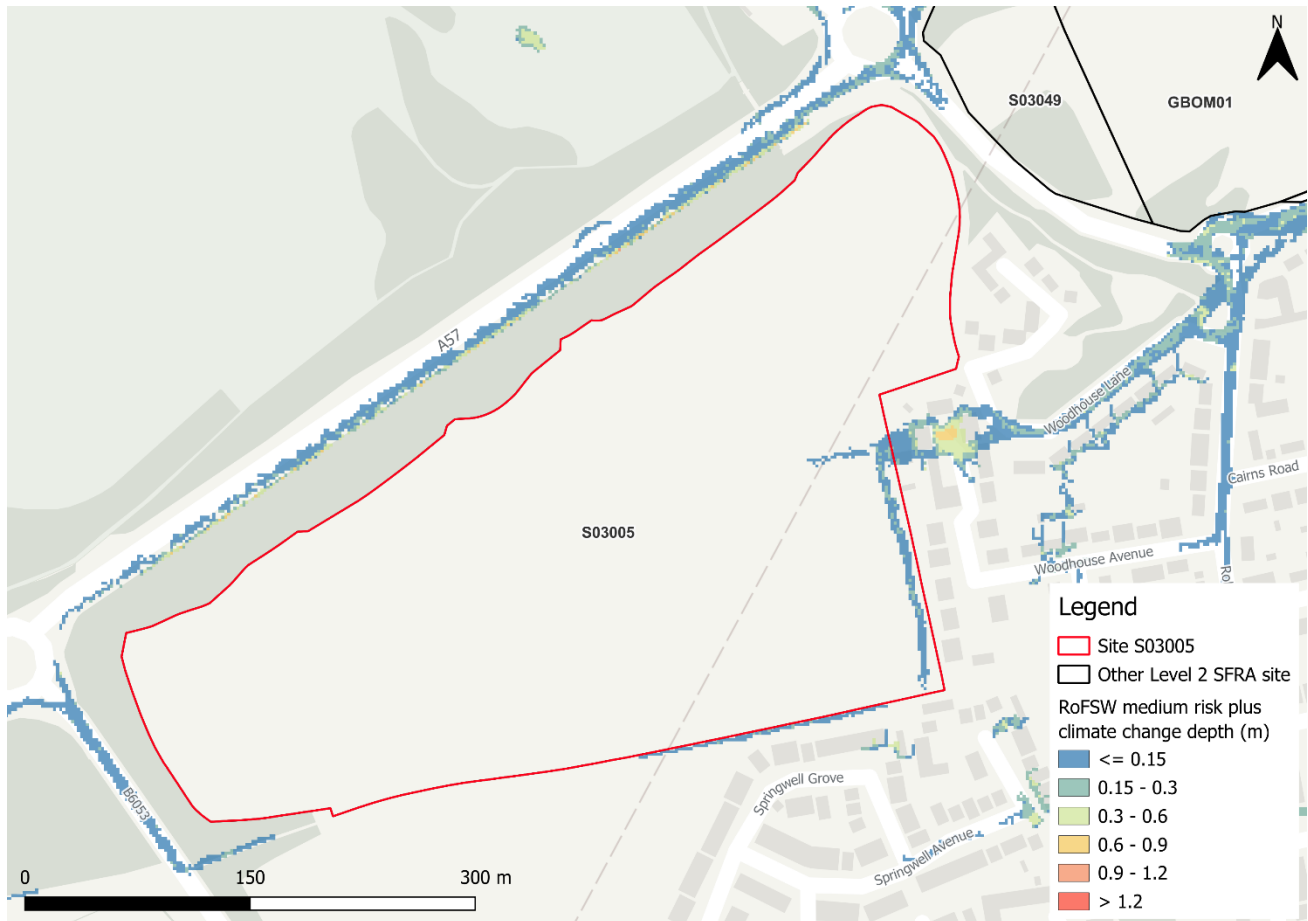 N
S03049
GBOM01
A57
Woodhouse Lane
Cairns Road
S03005
Woodhouse Avenue
Rol
Legend
Site S03005
Other Level 2 SFRA site
RoFSW medium risk plus
climate change depth (m)
<= 0.15
0.15 - 0.3
0.3 - 0.6
0.6 - 0.9
0.9 - 1.2
> 1.2
Springwell Grove
B6053
Springwell Avenue
0
150
300 m